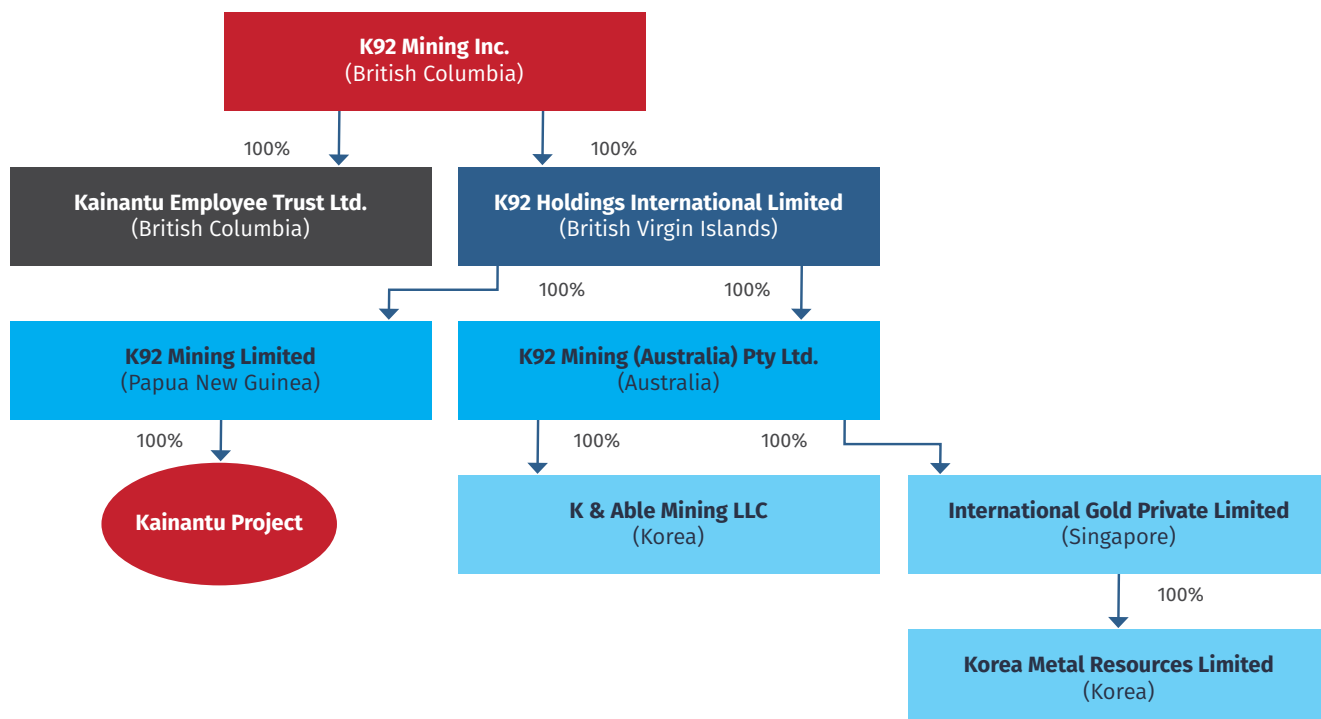 K92 Mining Inc.
(British Columbia)
100%
100%
Kainantu Employee Trust Ltd.
(British Columbia)
K92 Holdings International Limited
(British Virgin Islands)
100%
100%
K92 Mining Limited
(Papua New Guinea)
K92 Mining (Australia) Pty Ltd.
(Australia)
100%
100%
100%
Kainantu Project
K & Able Mining LLC
(Korea)
International Gold Private Limited
(Singapore)
100%
Korea Metal Resources Limited
(Korea)